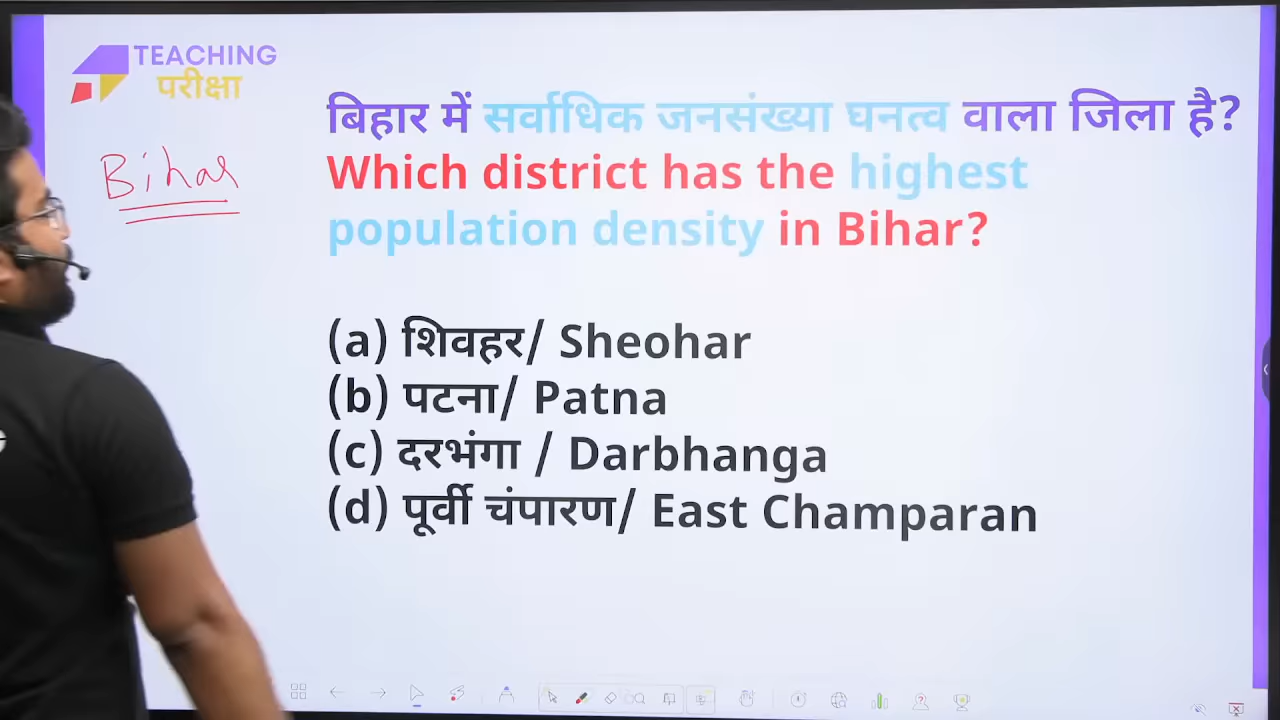 TEACHING
परीक्षा
Bihar
बिहार में सर्वाधिक जनसंख्या घनत्व वाला जिला है?
Which district has the highest
population density in Bihar?
(a) शिवहर/ Sheohar
(b) पटना/ Patna
(c) दरभंगा / Darbhanga
(d) पूर्वी चंपारण/ East Champaran